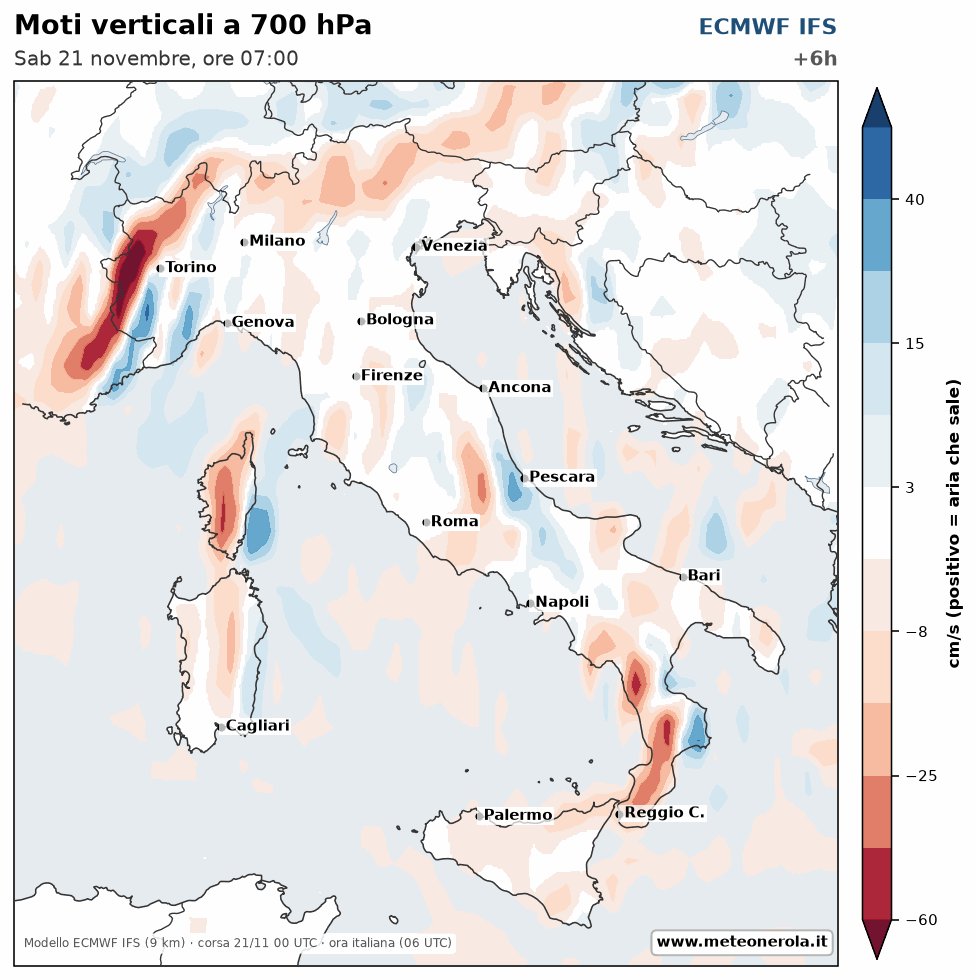 Moti verticali a 700 hPa
ECMWF IFS
Sab 21 novembre, ore 07:00
+6h
Milano
Venezia
Torino
Genova
Bologna
Firenze
Ancona
Pescara
Roma
Bari
Napoli
Cagliari
Palermo
Reggio C.
40
15
3
−8
−25
−60
cm/s (positivo = aria che sale)
Modello ECMWF IFS (9 km) · corsa 21/11 00 UTC · ora italiana (06 UTC)
www.meteonerola.it